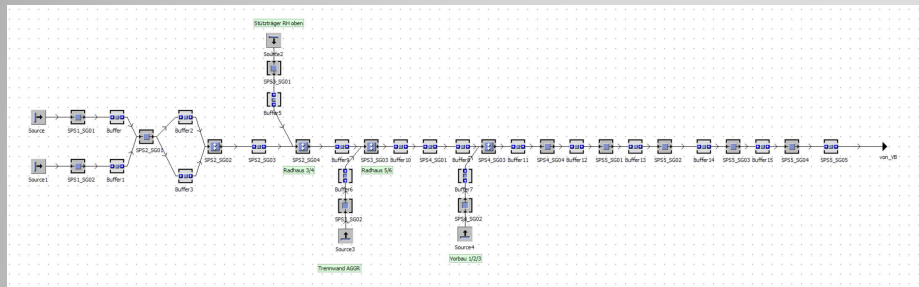 Stützträger RH oben
Source2
SPS3_SG01
Buffer5
Source
SPS1_SG01
Buffer
SPS2_SG01
Buffer2
SPS2_SG02
SPS2_SG03
SPS2_SG04
SPS3_SG03
Buffer10
SPS4_SG01
SPS4_SG03
Buffer11
SPS4_SG04
Buffer12
SPS5_SG01
Buffer13
SPS5_SG02
Buffer14
SPS5_SG03
Buffer15
SPS5_SG04
SPS5_SG05
von_VB
Source1
SPS1_SG02
Buffer1
Buffer3
Radhaus 3/4
Radhaus 5/6
Buffer6
Buffer7
SPS3_SG02
SPS4_SG02
Source3
Source4
Trennwand AGGR
Vorbau 1/2/3